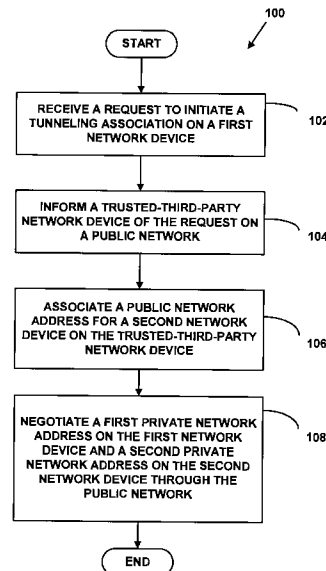 100
START
RECEIVE A REQUEST TO INITIATE A
TUNNELING ASSOCIATION ON A FIRST
NETWORK DEVICE
102
INFORM A TRUSTED-THIRD-PARTY
NETWORK DEVICE OF THE REQUEST ON
A PUBLIC NETWORK
104
ASSOCIATE A PUBLIC NETWORK
ADDRESS FOR A SECOND NETWORK
DEVICE ON THE TRUSTED-THIRD-PARTY
NETWORK DEVICE
106
NEGOTIATE A FIRST PRIVATE NETWORK
ADDRESS ON THE FIRST NETWORK
DEVICE AND A SECOND PRIVATE
NETWORK ADDRESS ON THE SECOND
NETWORK DEVICE THROUGH THE
PUBLIC NETWORK
108
END